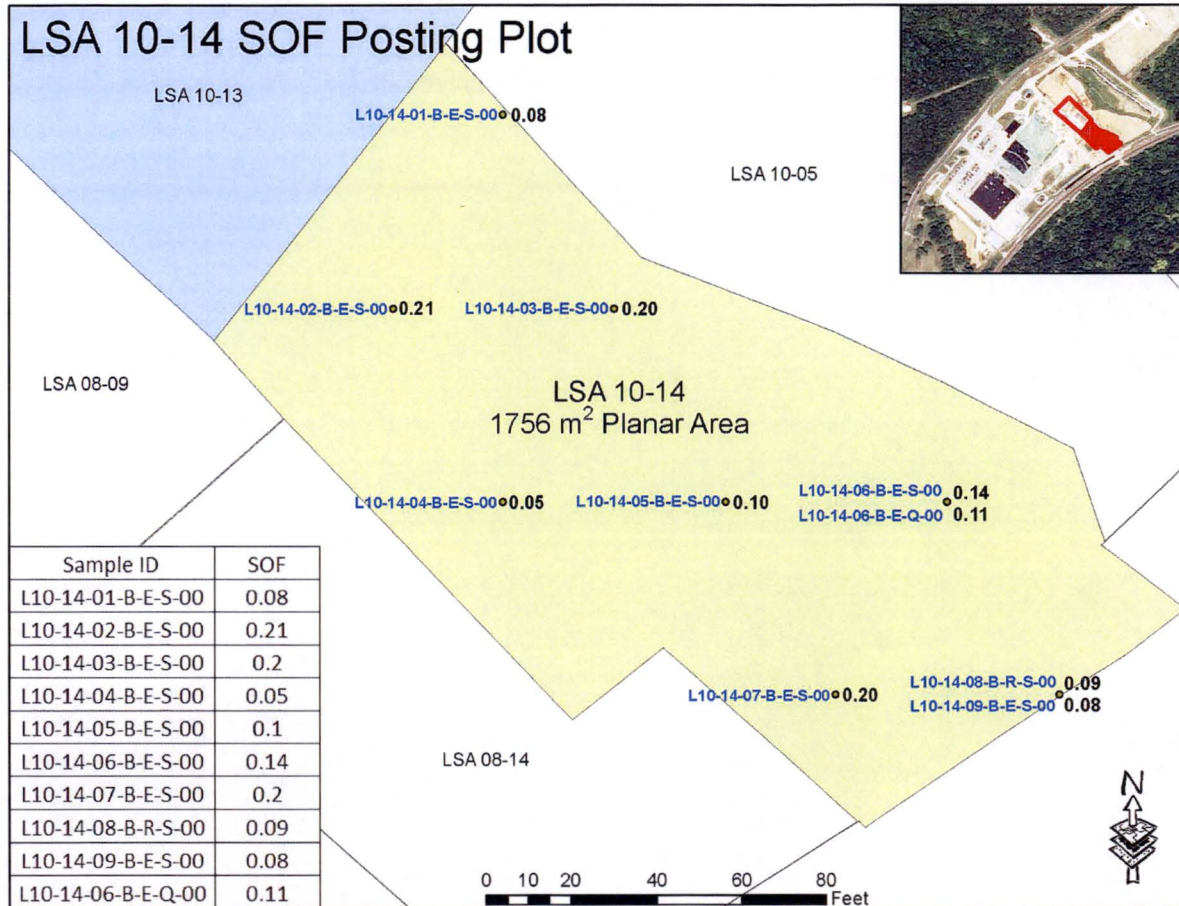 LSA 10-14 SOF Posting Plot
LSA 10-13
L10-14-01-B-E-S-00 0.08
LSA 10-05
L10-14-02-B-E-S-00 0.21
L10-14-03-B-E-S-00 0.20
LSA 08-09
LSA 10-14
1756 m² Planar Area
L10-14-04-B-E-S-00 0.05
L10-14-05-B-E-S-00 0.10
L10-14-06-B-E-S-00 0.14
L10-14-06-B-E-Q-00 0.11
L10-14-07-B-E-S-00 0.20
L10-14-08-B-R-S-00 0.09
L10-14-09-B-E-S-00 0.08
LSA 08-14
Sample ID SOF
L10-14-01-B-E-S-00 0.08
L10-14-02-B-E-S-00 0.21
L10-14-03-B-E-S-00 0.2
L10-14-04-B-E-S-00 0.05
L10-14-05-B-E-S-00 0.1
L10-14-06-B-E-S-00 0.14
L10-14-07-B-E-S-00 0.2
L10-14-08-B-R-S-00 0.09
L10-14-09-B-E-S-00 0.08
L10-14-06-B-E-Q-00 0.11
0 10 20 40 60 80
Feet
N